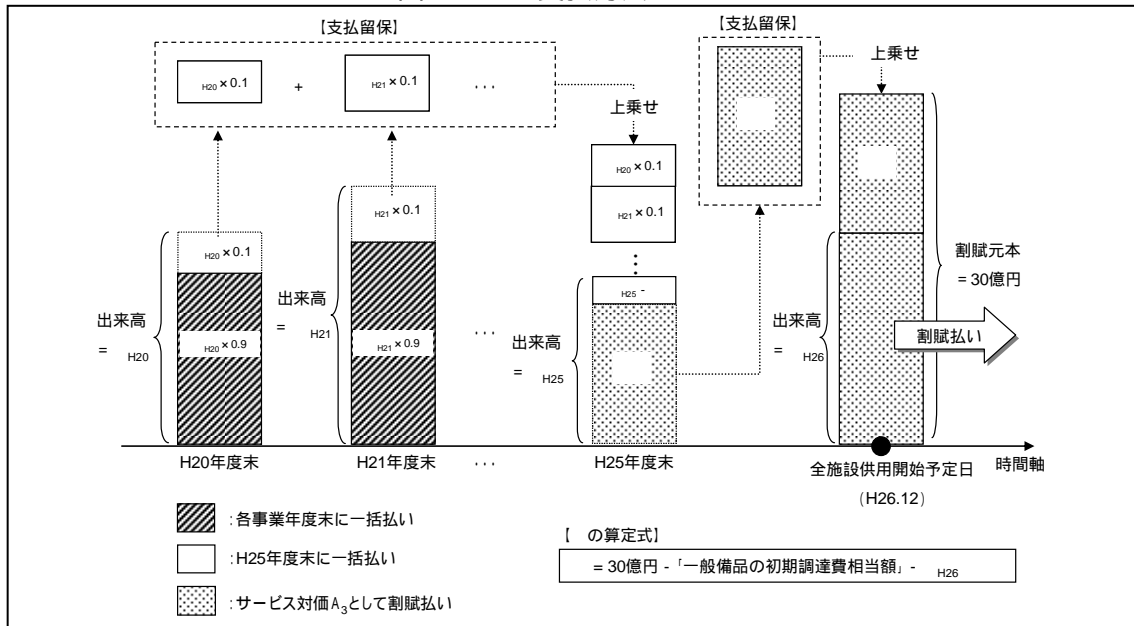 【支払留保】
【支払留保】
H20 × 0.1
+
H21 × 0.1
・・・
上乗せ
上乗せ
H20 × 0.1
H21 × 0.1
H20 × 0.1
H21 × 0.1
H25 -
H20 × 0.9
H21 × 0.9
・・・
出来高
= H20
出来高
= H21
出来高
= H25
出来高
= H26
割賦元本
= 30億円
割賦払い
H20年度末
H21年度末
・・・
H25年度末
全施設供用開始予定日
(H26.12)
時間軸
:各事業年度末に一括払い
:H25年度末に一括払い
:サービス対価A3として割賦払い
【 の算定式】
= 30億円 - 「一般備品の初期調達費相当額」 - H26